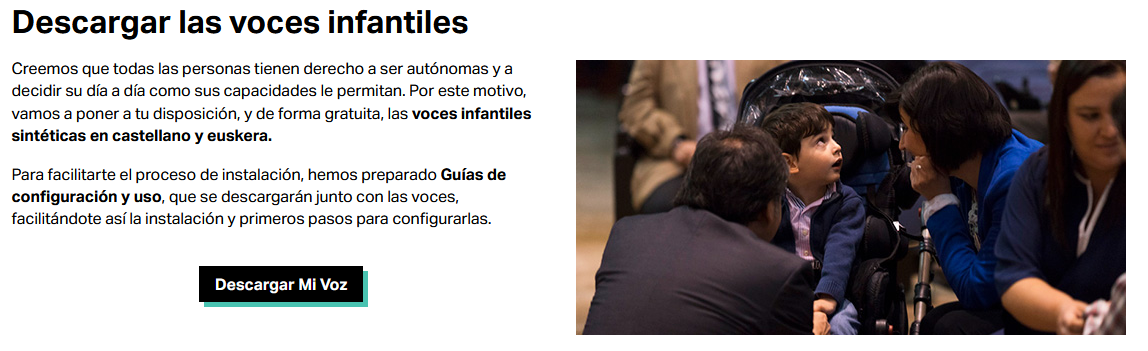 Descargar las voces infantiles
Creemos que todas las personas tienen derecho a ser autónomas y a
decidir su día a día como sus capacidades le permitan. Por este motivo,
vamos a poner a tu disposición, y de forma gratuita, las voces infantiles
sintéticas en castellano y euskera.
Para facilitarte el proceso de instalación, hemos preparado Guías de
configuración y uso, que se descargarán junto con las voces,
facilitándote así la instalación y primeros pasos para configurarlas.
Descargar Mi Voz